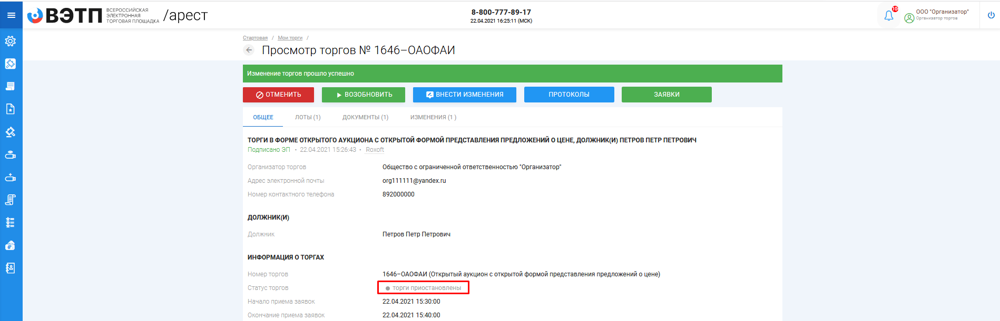 ВЭТП
ВСЕРОССИЙСКАЯ
ЭЛЕКТРОННАЯ
ТОРГОВАЯ ПЛОЩАДКА
/арест
8-800-777-89-17
22.04.2021 16:25:11 (МСК)
10
ООО "Организатор"
Организатор торгов
Стартовая / Мои торги /
Просмотр торгов № 1646–ОАОФАИ
Изменение торгов прошло успешно
ОТМЕНИТЬ ВОЗОБНОВИТЬ ВНЕСТИ ИЗМЕНЕНИЯ ПРОТОКОЛЫ ЗАЯВКИ
ОБЩЕЕ ЛОТЫ (1) ДОКУМЕНТЫ (1) ИЗМЕНЕНИЯ (1 )
ТОРГИ В ФОРМЕ ОТКРЫТОГО АУКЦИОНА С ОТКРЫТОЙ ФОРМОЙ ПРЕДСТАВЛЕНИЯ ПРЕДЛОЖЕНИЙ О ЦЕНЕ, ДОЛЖНИК(И) ПЕТРОВ ПЕТР ПЕТРОВИЧ
Подписано ЭП • 22.04.2021 15:26:43 • Roxoft
Организатор торгов Общество с ограниченной ответственностью "Организатор"
Адрес электронной почты org111111@yandex.ru
Номер контактного телефона 892000000
ДОЛЖНИК(И)
Должник Петров Петр Петрович
ИНФОРМАЦИЯ О ТОРГАХ
Номер торгов 1646–ОАОФАИ (Открытый аукцион с открытой формой представления предложений о цене)
Статус торгов ● торги приостановлены
Начало приема заявок 22.04.2021 15:30:00
Окончание приема заявок 22.04.2021 15:40:00